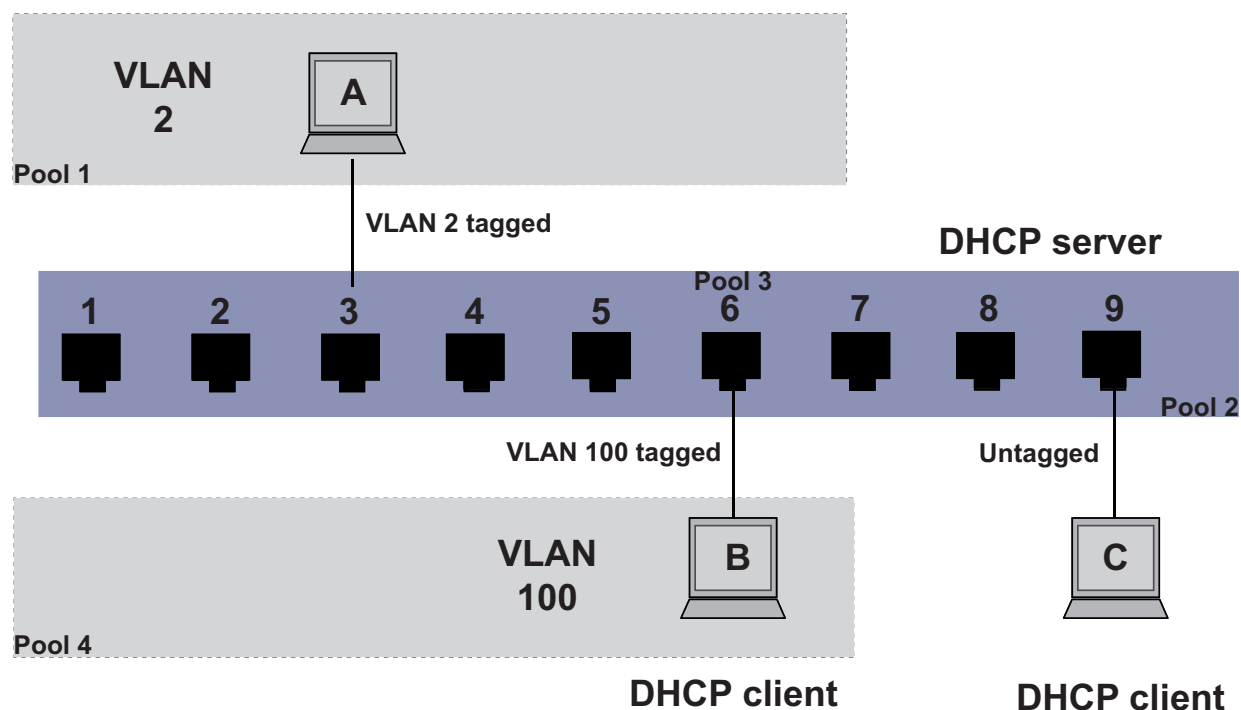 VLAN
2
A
Pool 1
VLAN 2 tagged
DHCP server
Pool 3
1 2 3 4 5 6 7 8 9
Pool 2
VLAN 100 tagged
Untagged
VLAN
100
B
C
Pool 4
DHCP client
DHCP client